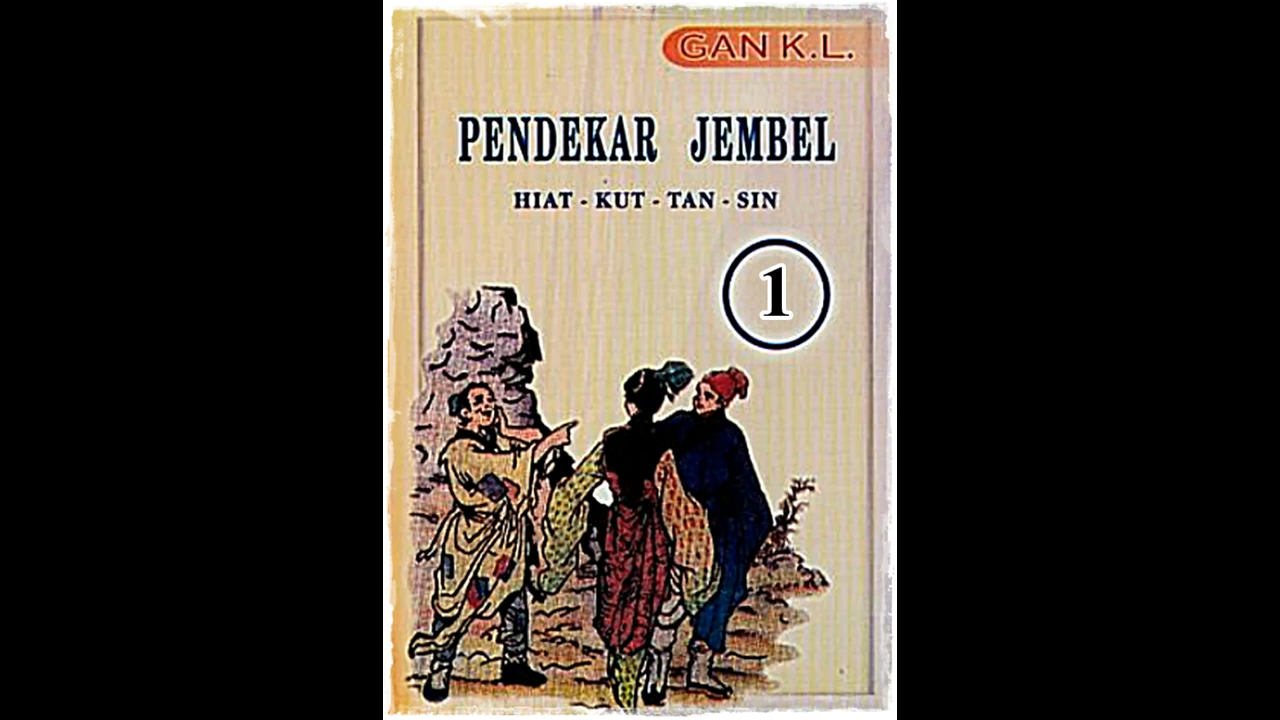 GAN K.L.
PENDEKAR JEMBEL
HIAT - KUT - TAN - SIN
1